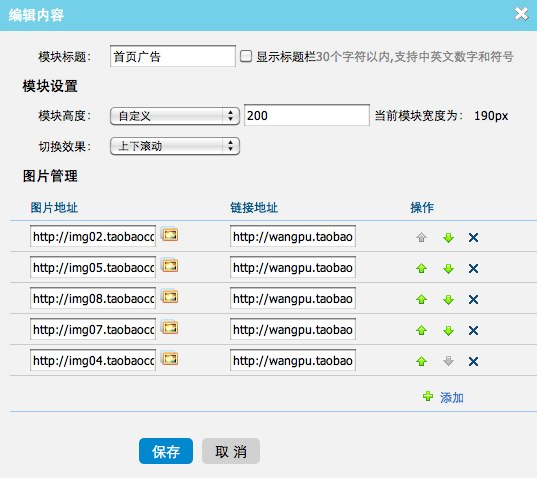 编辑内容
模块标题： 首页广告 显示标题栏30个字符以内,支持中英文数字和符号
模块设置
模块高度： 自定义 200 当前模块宽度为： 190px
切换效果： 上下滚动
图片管理
图片地址 链接地址 操作
http://img02.taobaocd http://wangpu.taobao
http://img05.taobaocd http://wangpu.taobao
http://img08.taobaocd http://wangpu.taobao
http://img07.taobaocd http://wangpu.taobao
http://img04.taobaocd http://wangpu.taobao
添加
保存 取 消